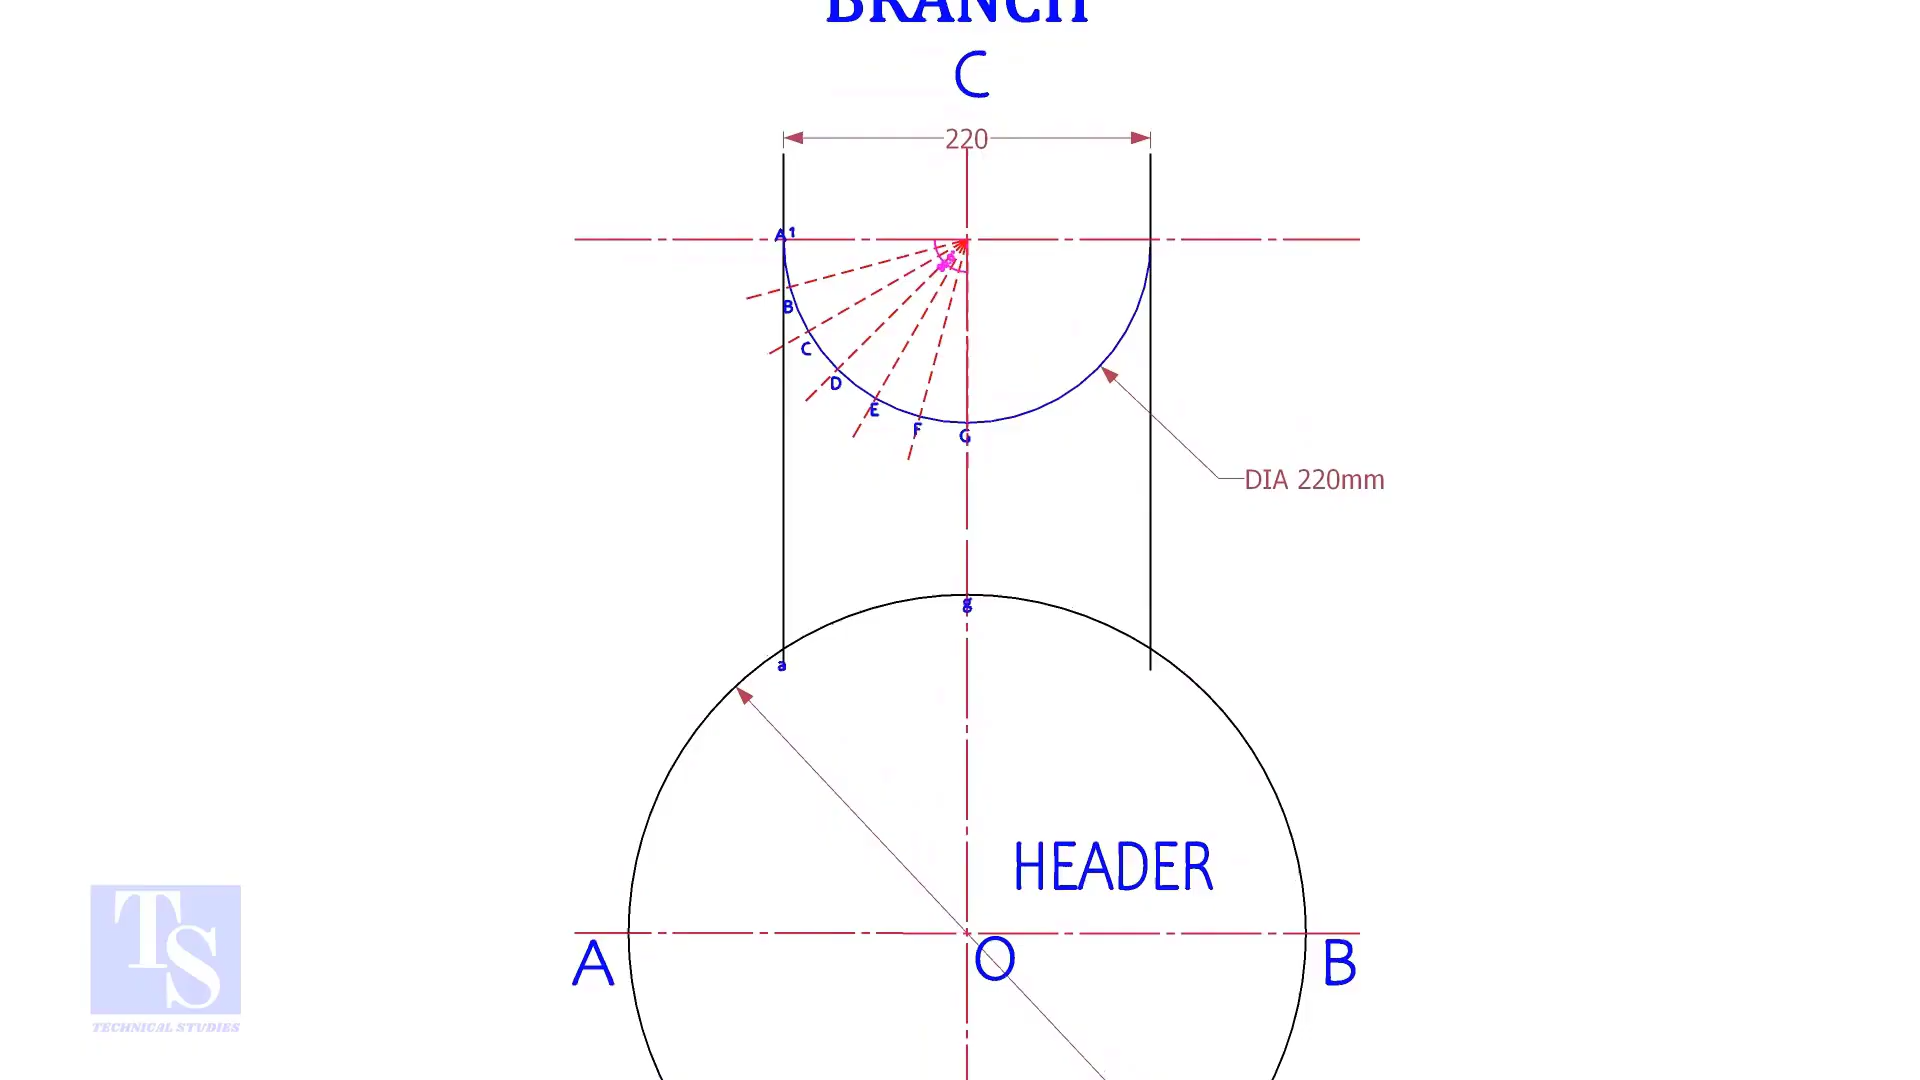 BRANCH
C
220
A¹
B
C
D
E
F
G
DIA 220mm
g
a
HEADER
A
O
B
TS
TECHNICAL STUDIES